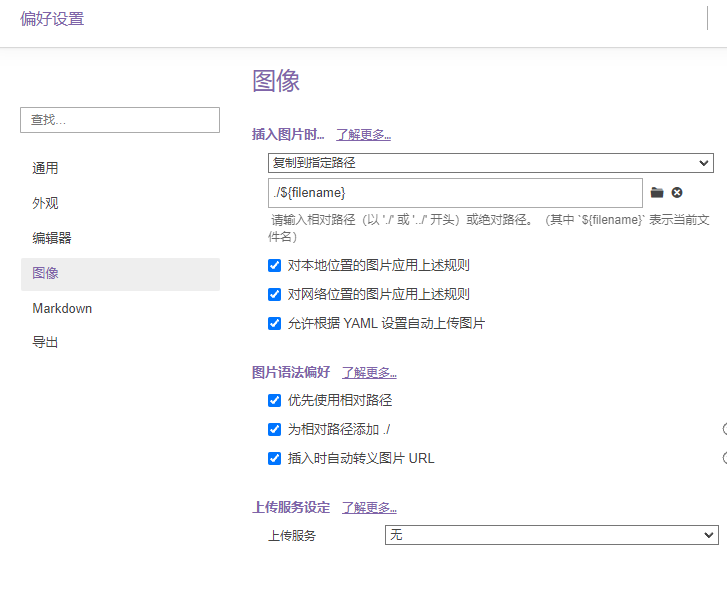 偏好设置
图像
查找...
通用
外观
编辑器
图像
Markdown
导出
插入图片时... 了解更多...
复制到指定路径
./${filename}
请输入相对路径（以 './' 或 '../' 开头）或绝对路径。（其中 `${filename}` 表示当前文
件名）
对本地位置的图片应用上述规则
对网络位置的图片应用上述规则
允许根据 YAML 设置自动上传图片
图片语法偏好 了解更多...
优先使用相对路径
为相对路径添加 ./
插入时自动转义图片 URL
上传服务设定 了解更多...
上传服务 无